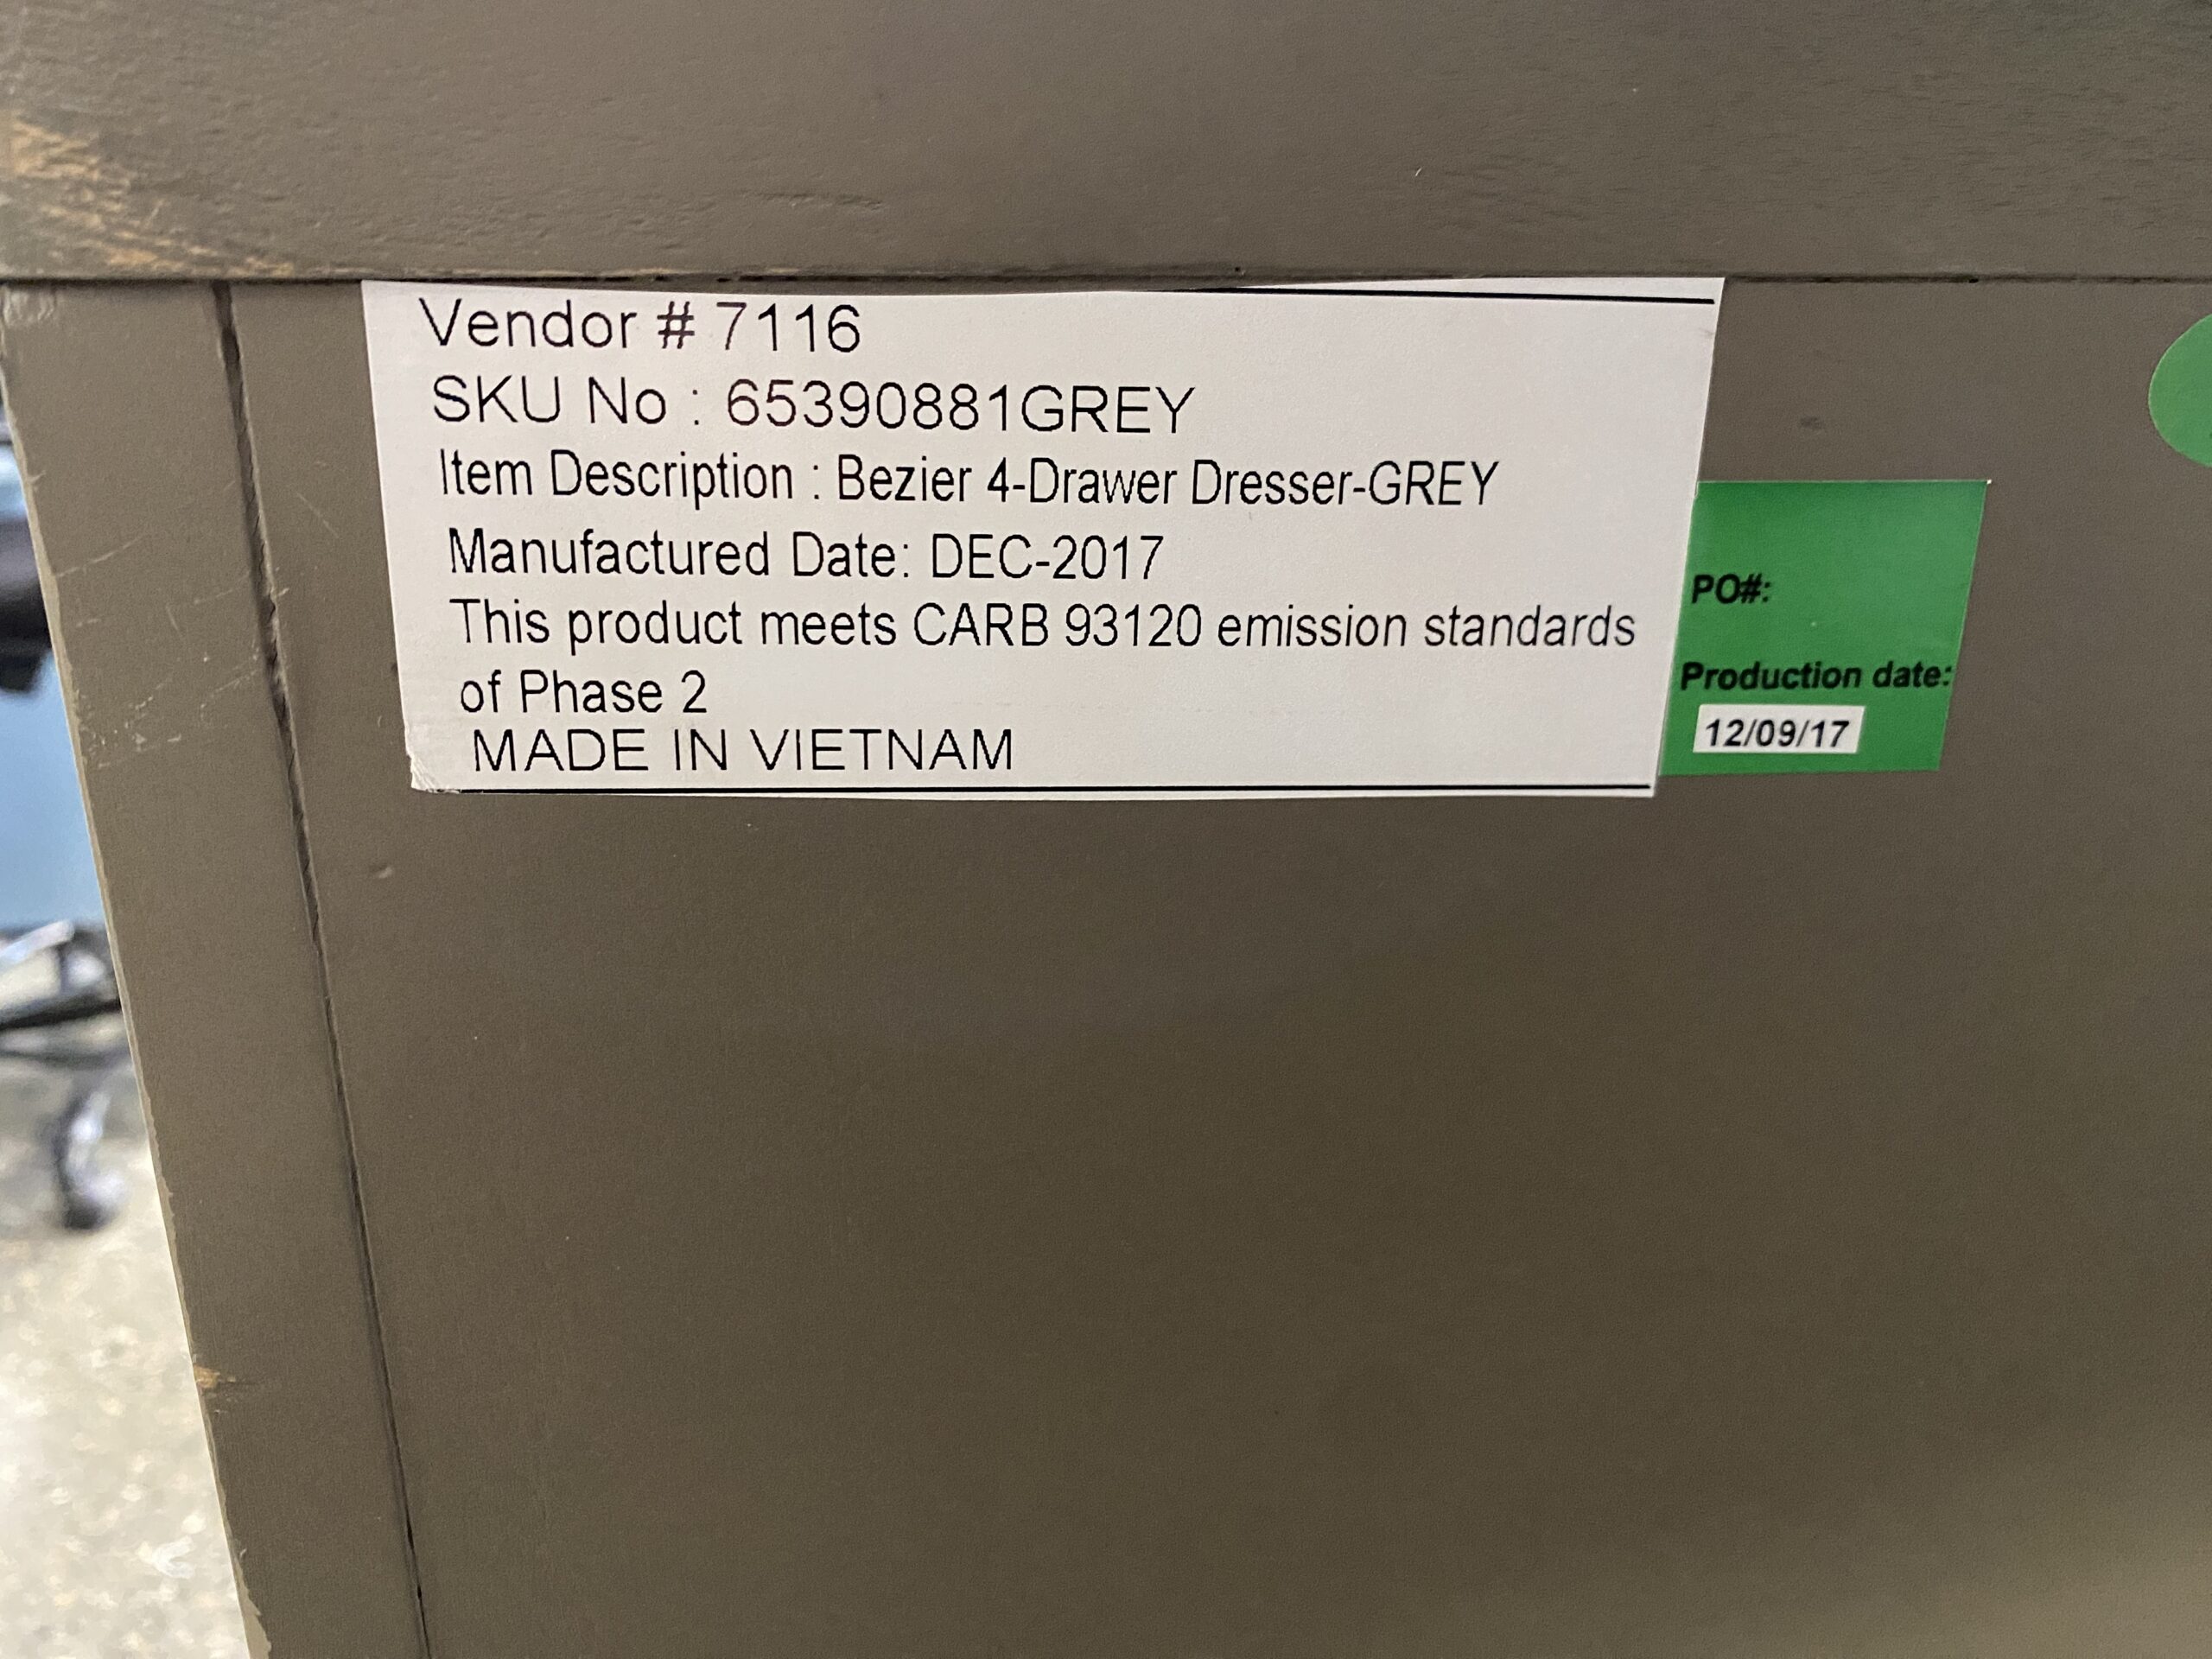 Vendor # 7116
SKU No : 65390881GREY
Item Description : Bezier 4-Drawer Dresser-GREY
Manufactured Date: DEC-2017
This product meets CARB 93120 emission standards
of Phase 2
MADE IN VIETNAM
PO#:
Production date:
12/09/17